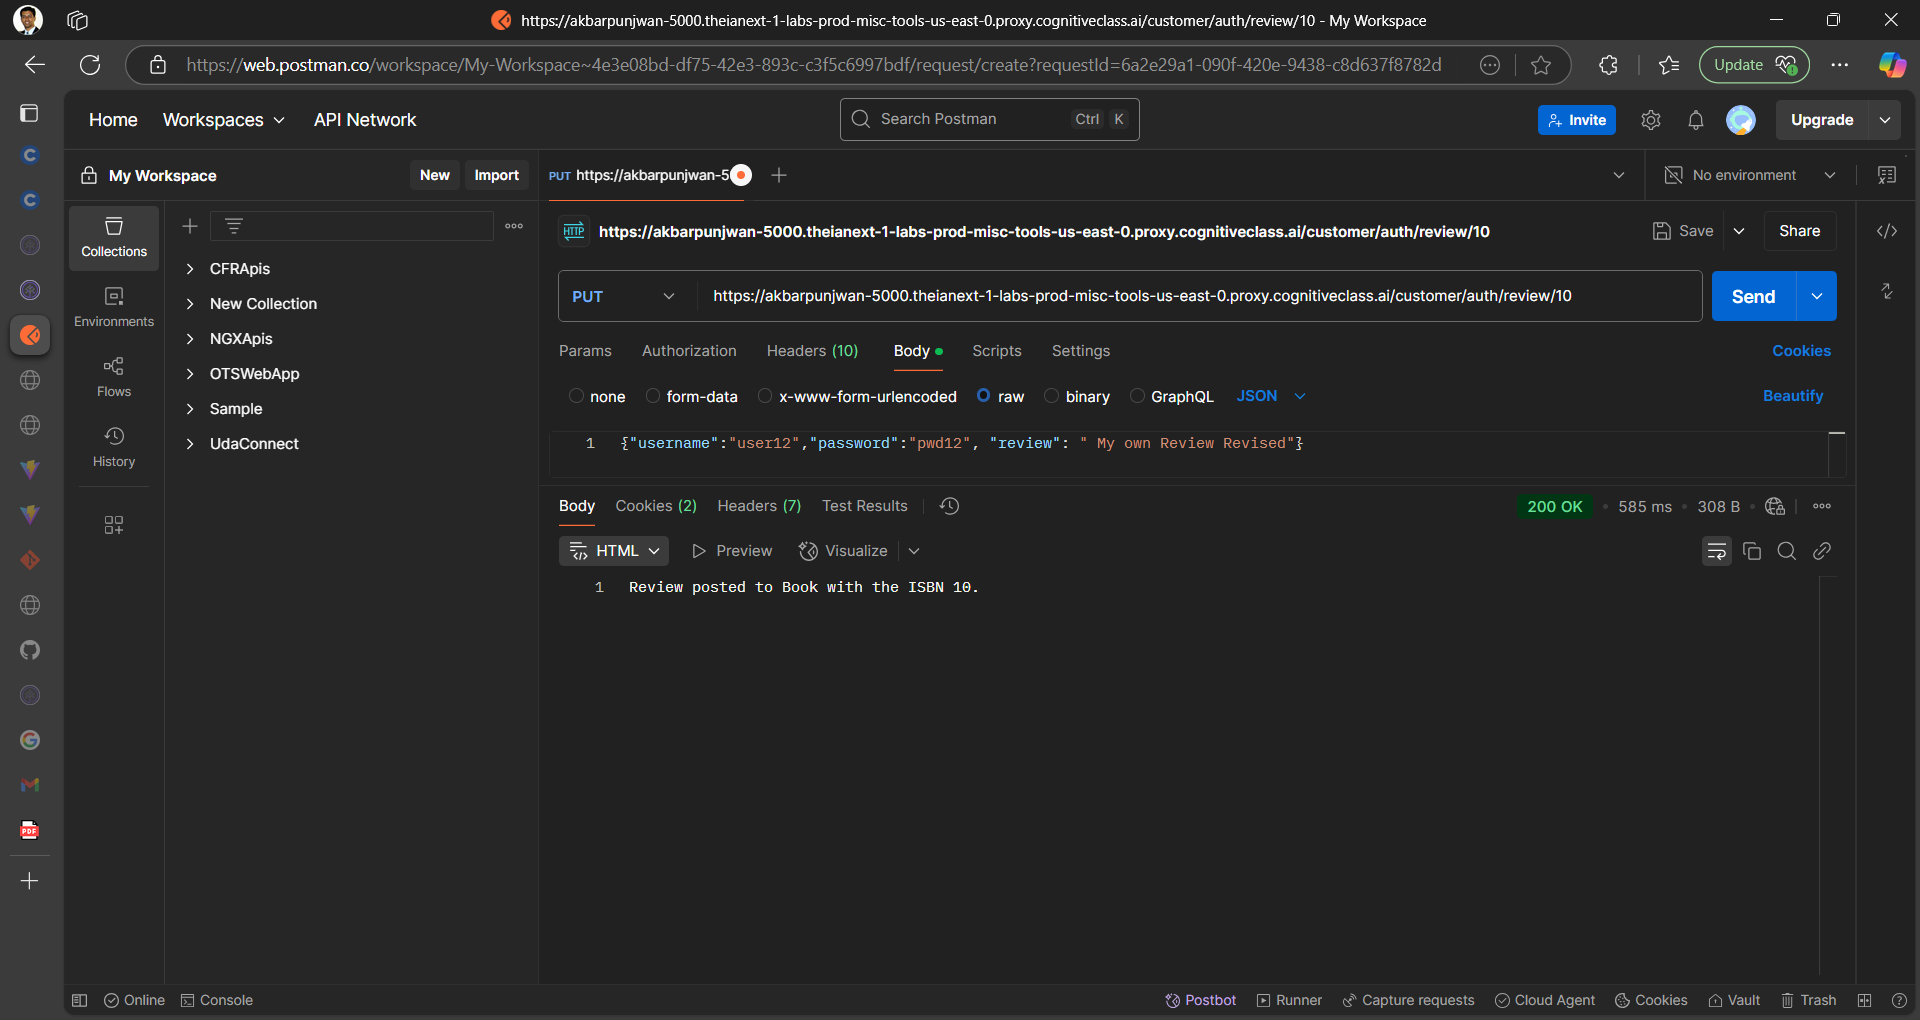 https://akbarpunjwan-5000.theianext-1-labs-prod-misc-tools-us-east-0.proxy.cognitiveclass.ai/customer/auth/review/10 - My Workspace
https://web.postman.co/workspace/My-Workspace~4e3e08bd-df75-42e3-893c-c3f5c6997bdf/request/create?requestId=6a2e29a1-090f-420e-9438-c8d637f8782d
Update
Home Workspaces API Network
Search Postman Ctrl K
Invite
Upgrade
My Workspace
New Import
PUT https://akbarpunjwan-5
No environment
Collections
Environments
Flows
History
CFRApis
New Collection
NGXApis
OTSWebApp
Sample
UdaConnect
HTTP https://akbarpunjwan-5000.theianext-1-labs-prod-misc-tools-us-east-0.proxy.cognitiveclass.ai/customer/auth/review/10
Save Share
PUT https://akbarpunjwan-5000.theianext-1-labs-prod-misc-tools-us-east-0.proxy.cognitiveclass.ai/customer/auth/review/10
Send
Params Authorization Headers (10) Body Scripts Settings Cookies
none form-data x-www-form-urlencoded raw binary GraphQL JSON Beautify
1 {"username":"user12","password":"pwd12", "review": " My own Review Revised"}
Body Cookies (2) Headers (7) Test Results
200 OK 585 ms 308 B
HTML Preview Visualize
1 Review posted to Book with the ISBN 10.
PDF
Online Console
Postbot Runner Capture requests Cloud Agent Cookies Vault Trash